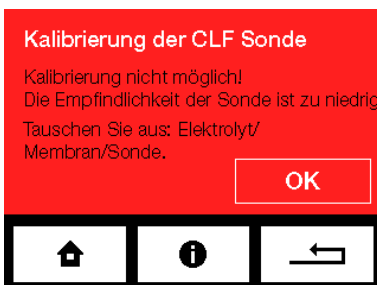 Kalibrierung der CLF Sonde
Kalibrierung nicht möglich!
Die Empfindlichkeit der Sonde ist zu niedrig
Tauschen Sie aus: Elektrolyt/
Membran/Sonde.
OK